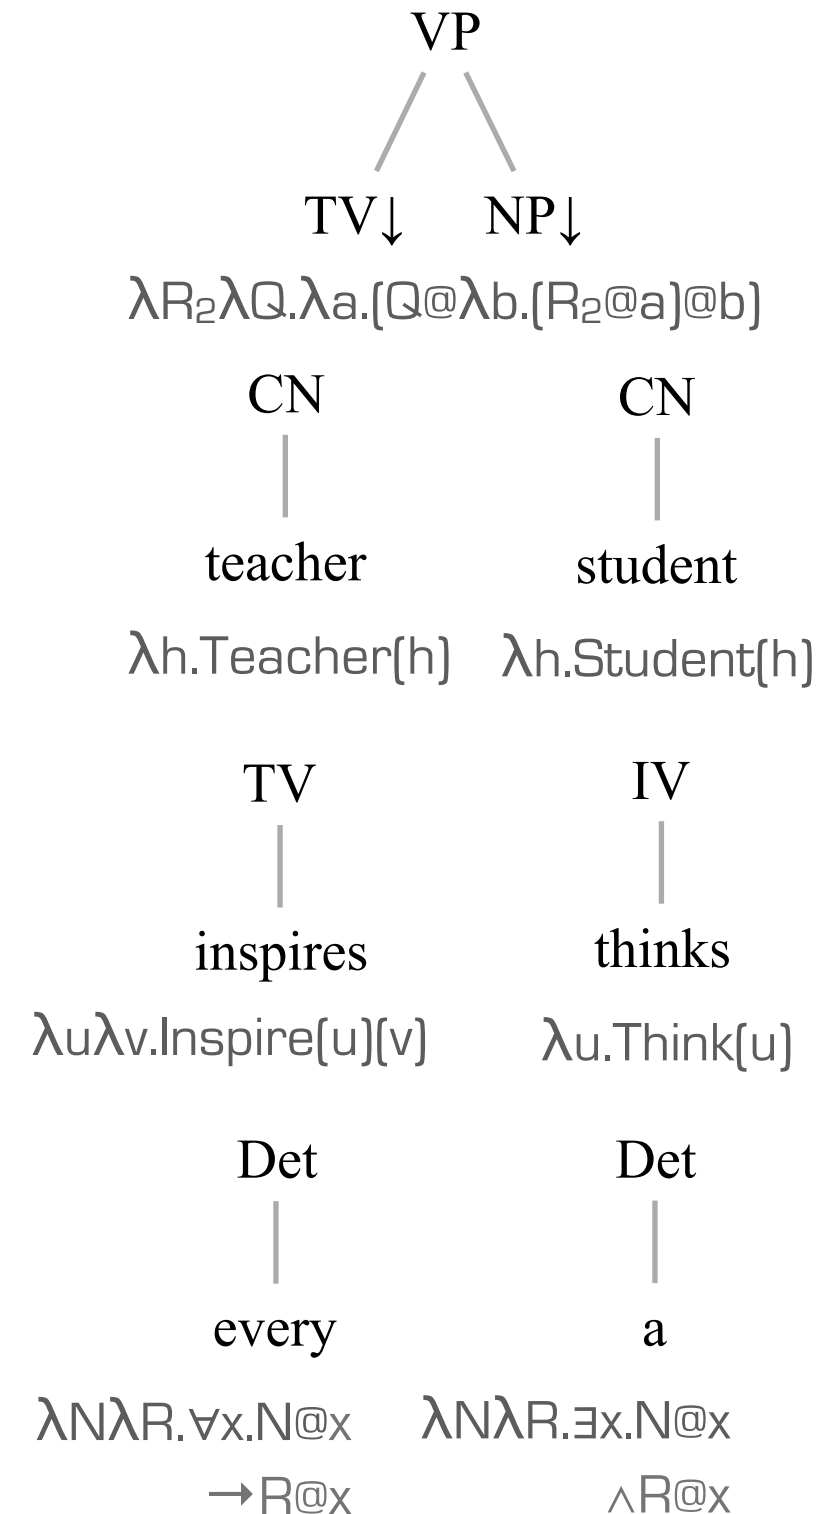 VP
TV↓ NP↓
λR₂λQ.λa.(Q@λb.(R₂@a)@b)
CN CN
teacher student
λh.Teacher(h) λh.Student(h)
TV IV
inspires thinks
λuλv.Inspire(u)(v) λu.Think(u)
Det Det
every a
λNλR.∀x.N@x λNλR.∃x.N@x
→R@x ∧R@x